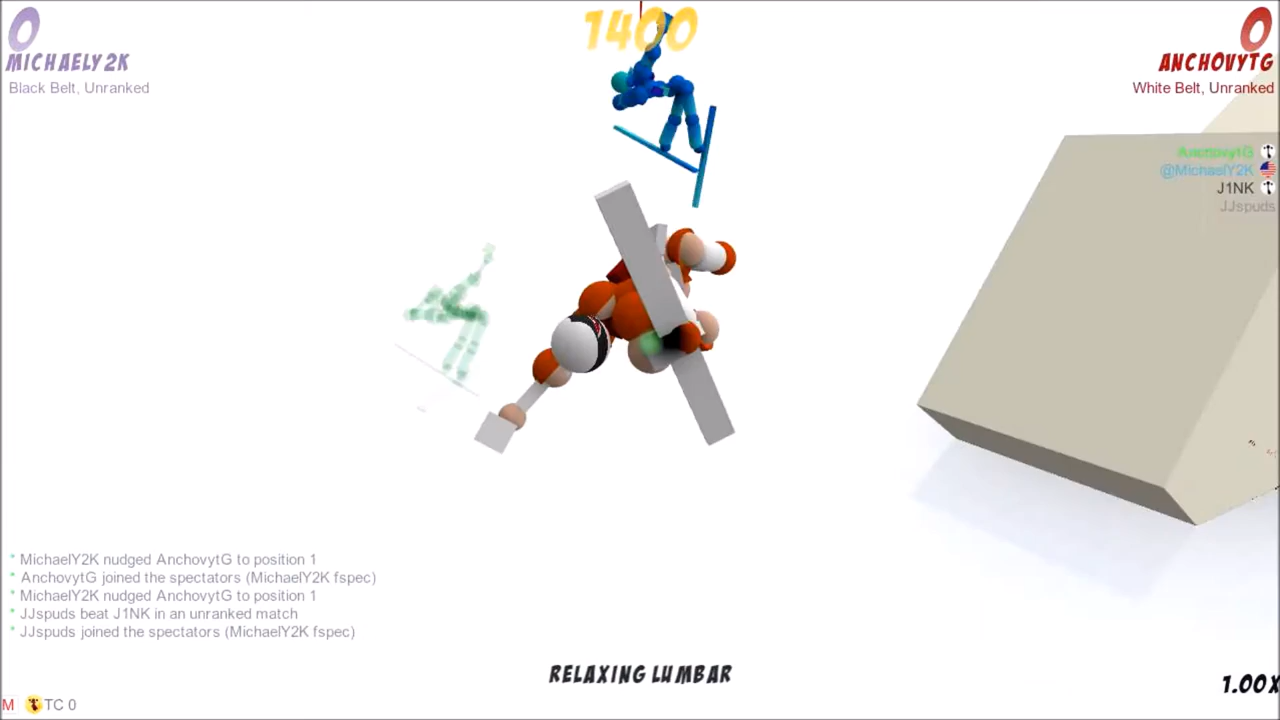 0
MICHAELY2K
Black Belt, Unranked
1400
0
ANCHOVYTG
White Belt, Unranked
AnchovytG
@MichaelY2K
J1NK
JJspuds
* MichaelY2K nudged AnchovytG to position 1
* AnchovytG joined the spectators (MichaelY2K fspec)
* MichaelY2K nudged AnchovytG to position 1
* JJspuds beat J1NK in an unranked match
* JJspuds joined the spectators (MichaelY2K fspec)
RELAXING LUMBAR
1.00X
M TC 0